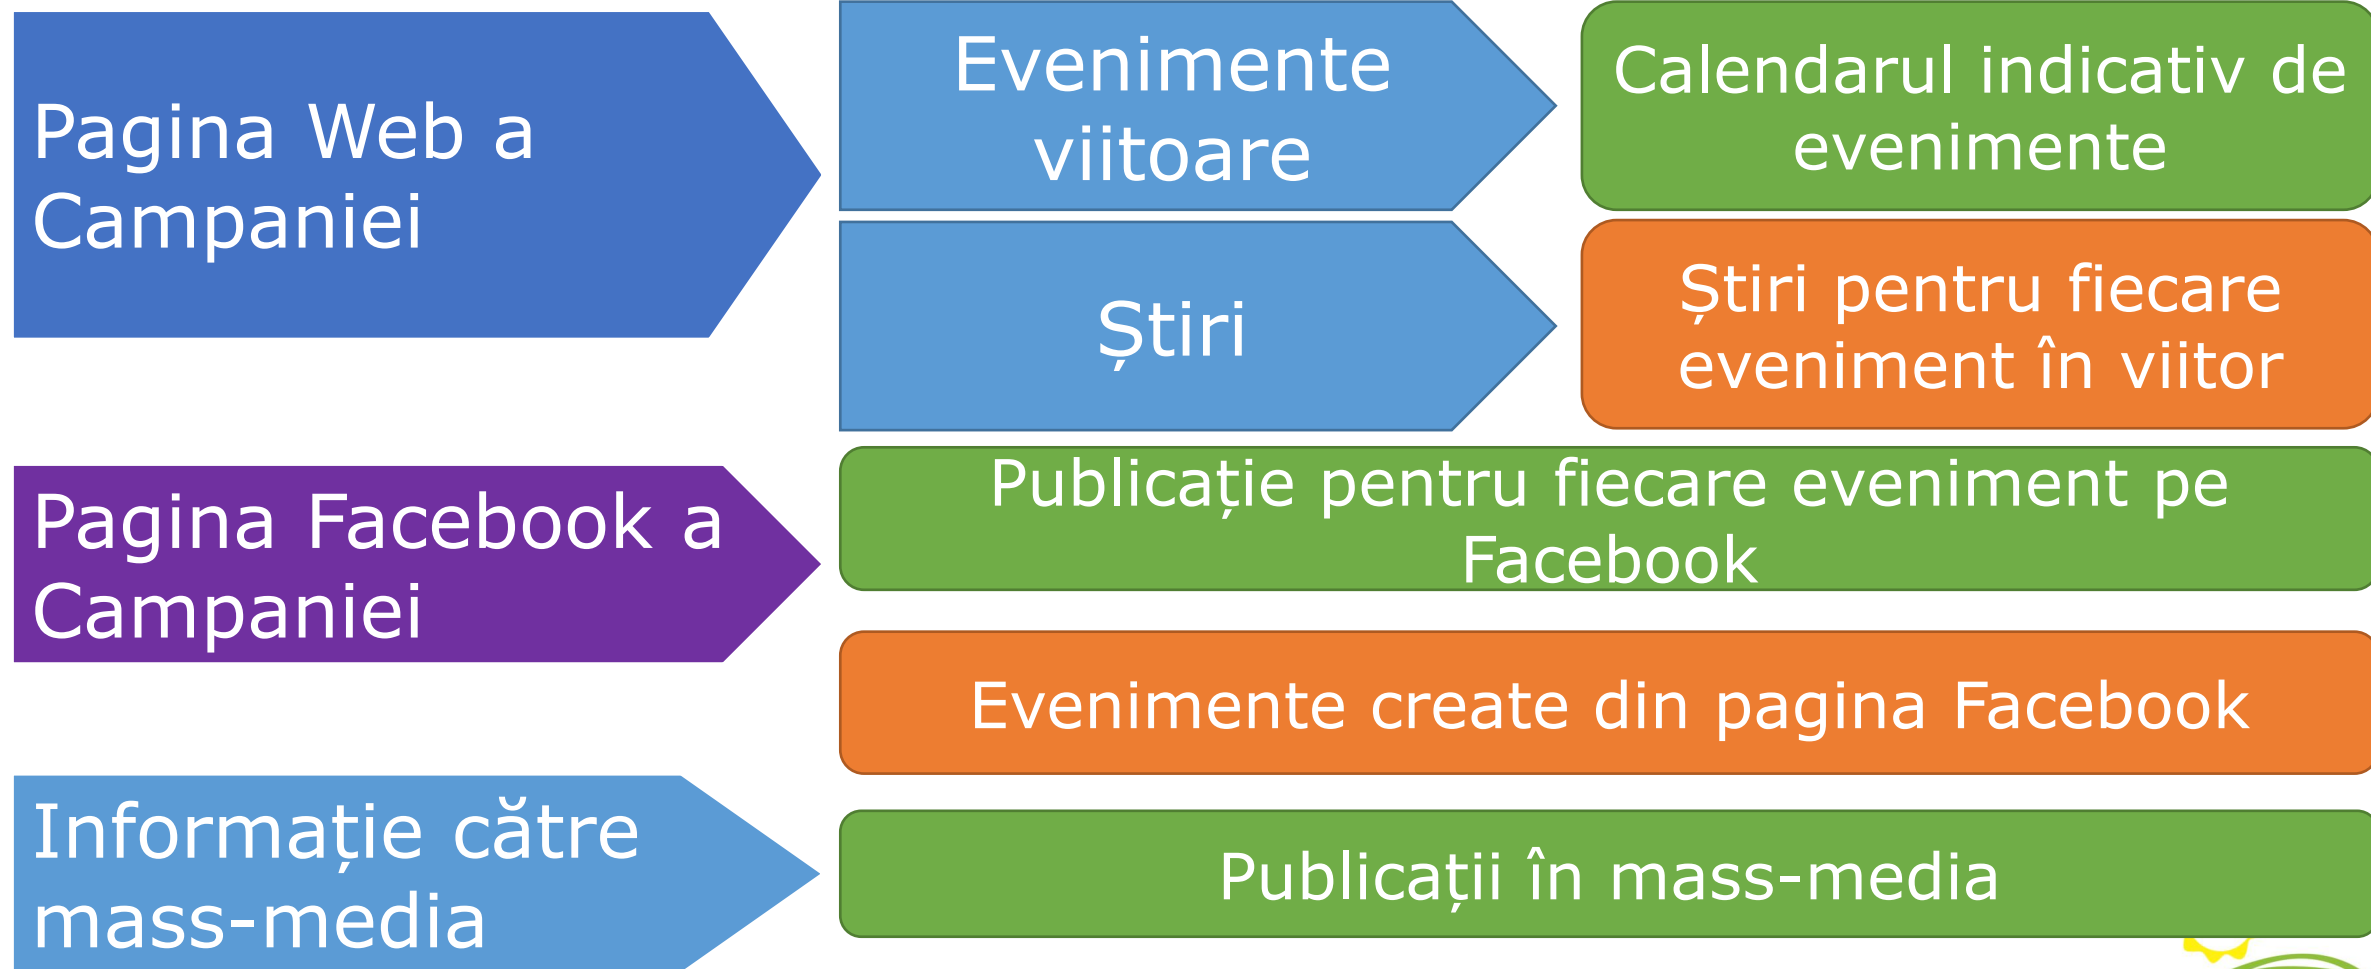 Pagina Web a
Campaniei
Evenimente
viitoare
Calendarul indicativ de
evenimente
Știri
Știri pentru fiecare
eveniment în viitor
Pagina Facebook a
Campaniei
Publicație pentru fiecare eveniment pe
Facebook
Evenimente create din pagina Facebook
Informație către
mass-media
Publicații în mass-media